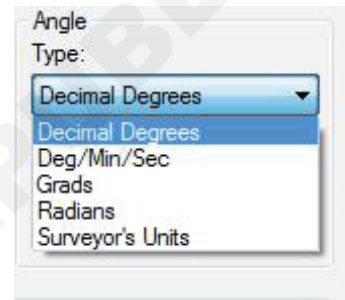 Angle
Type:
Decimal Degrees
Decimal Degrees
Deg/Min/Sec
Grads
Radians
Surveyor's Units